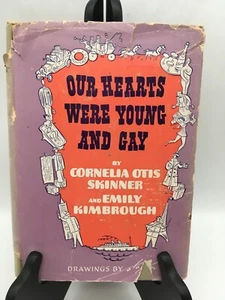 OUR HEARTS
WERE YOUNG
AND GAY
BY
CORNELIA OTIS
SKINNER
AND EMILY
KIMBROUGH
DRAWINGS BY